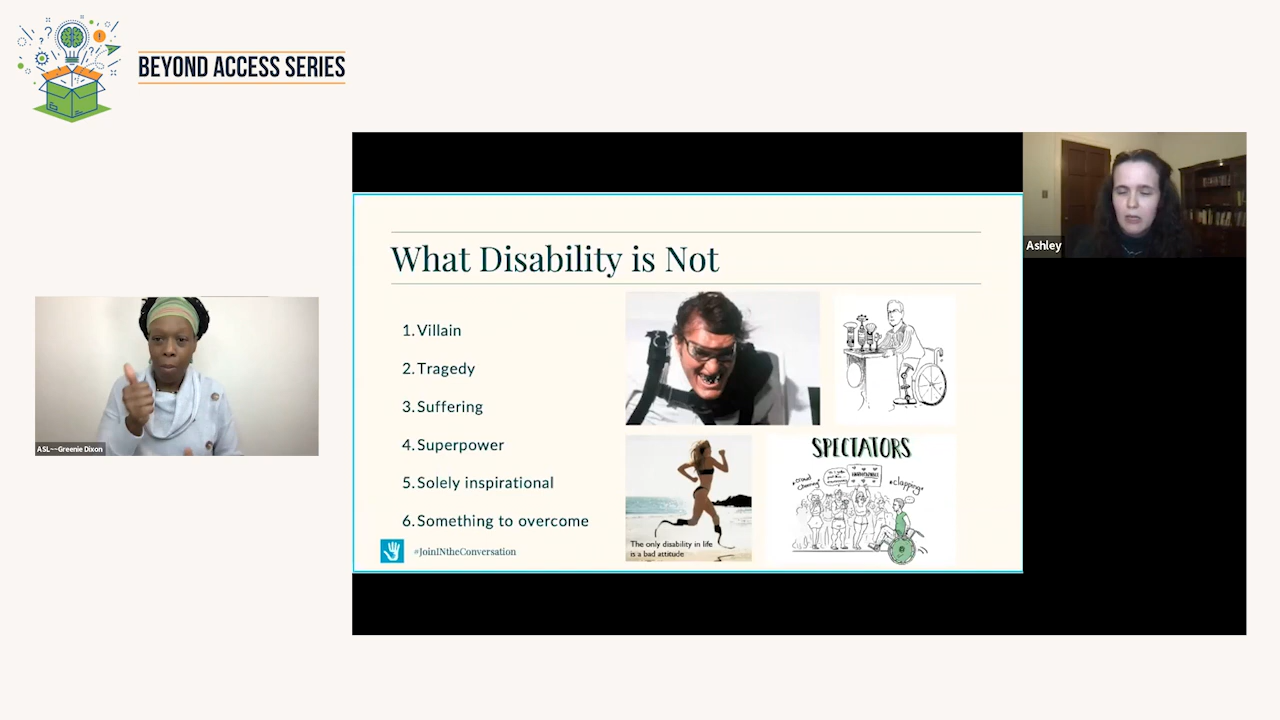 BEYOND ACCESS SERIES
Ashley
What Disability is Not
1. Villain
2. Tragedy
3. Suffering
4. Superpower
5. Solely inspirational
6. Something to overcome
#JoinINtheConversation
The only disability in life
is a bad attitude
SPECTATORS
*clapping*
ASL~~Greenie Dixon